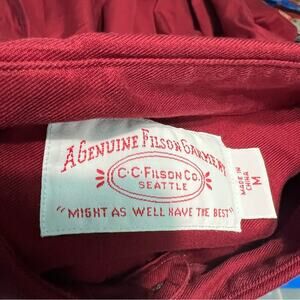 A GENUINE FILSON GARMENT
C·C·FILSON CO.
SEATTLE
"MIGHT AS WELL HAVE THE BEST"
MADE IN
CHINA
M